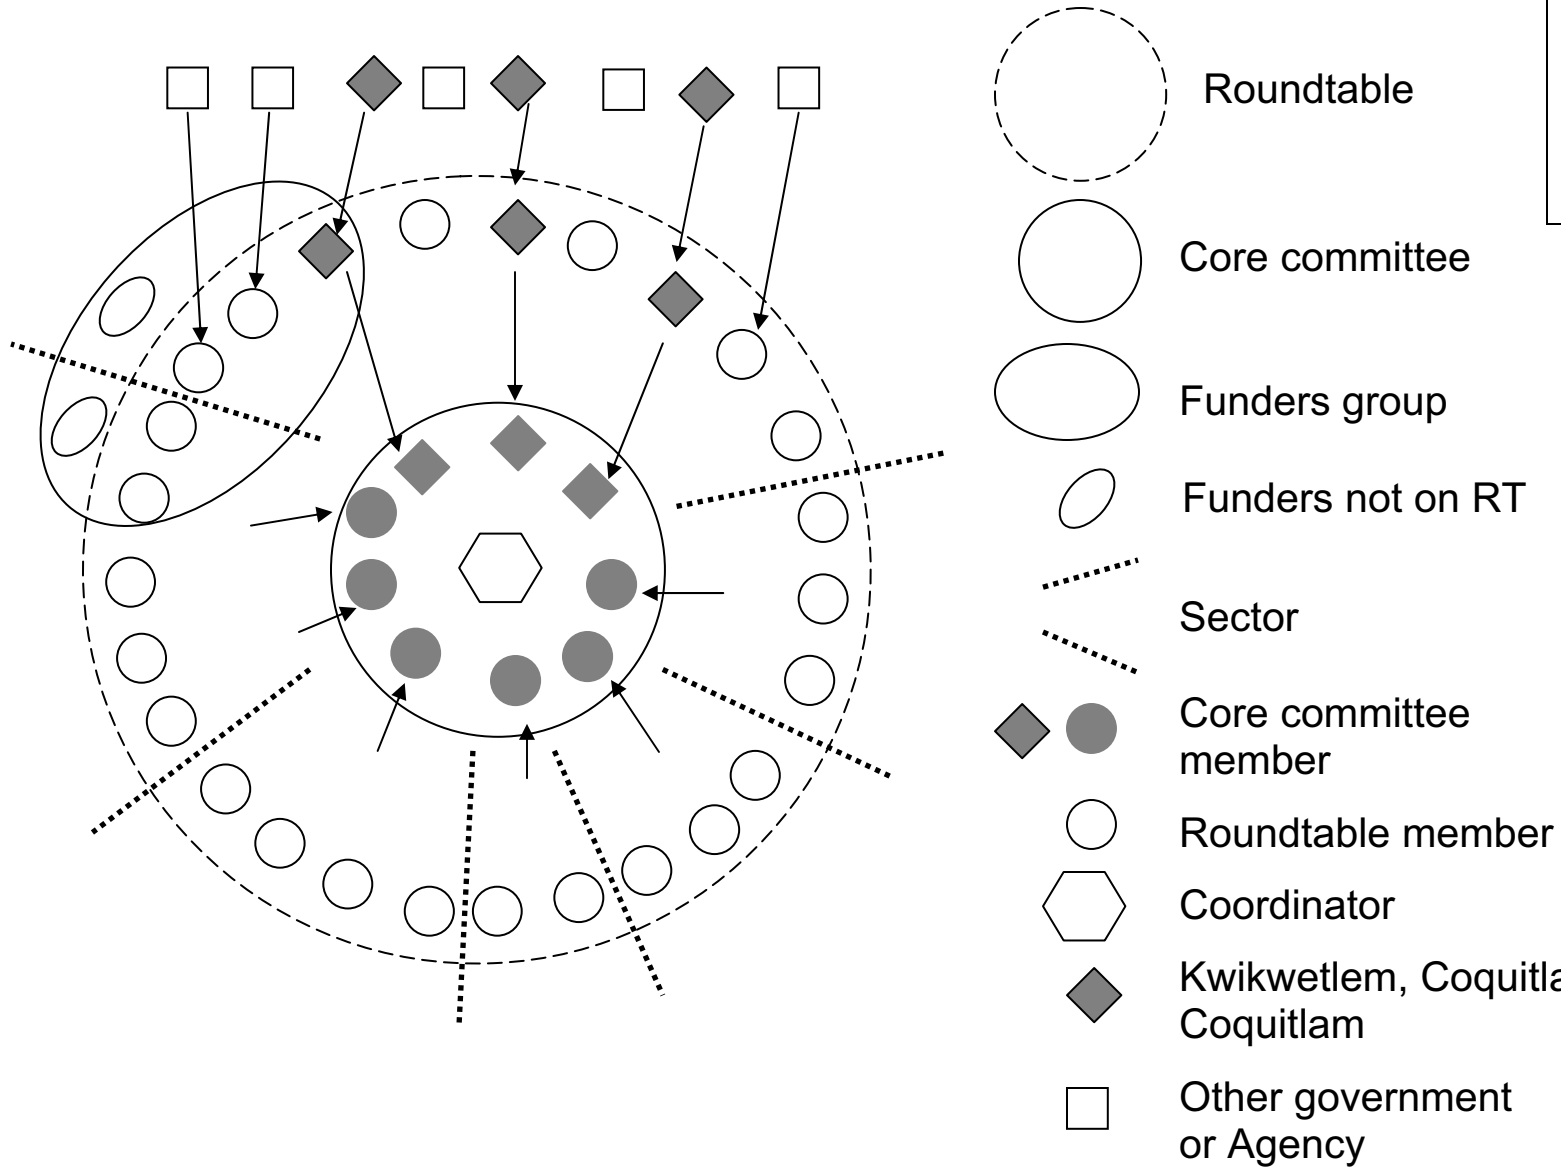 Roundtable
Core committee
Funders group
Funders not on RT
Sector
Core committee
member
Roundtable member
Coordinator
Kwikwetlem,
Coquitlam
Other government
or Agency